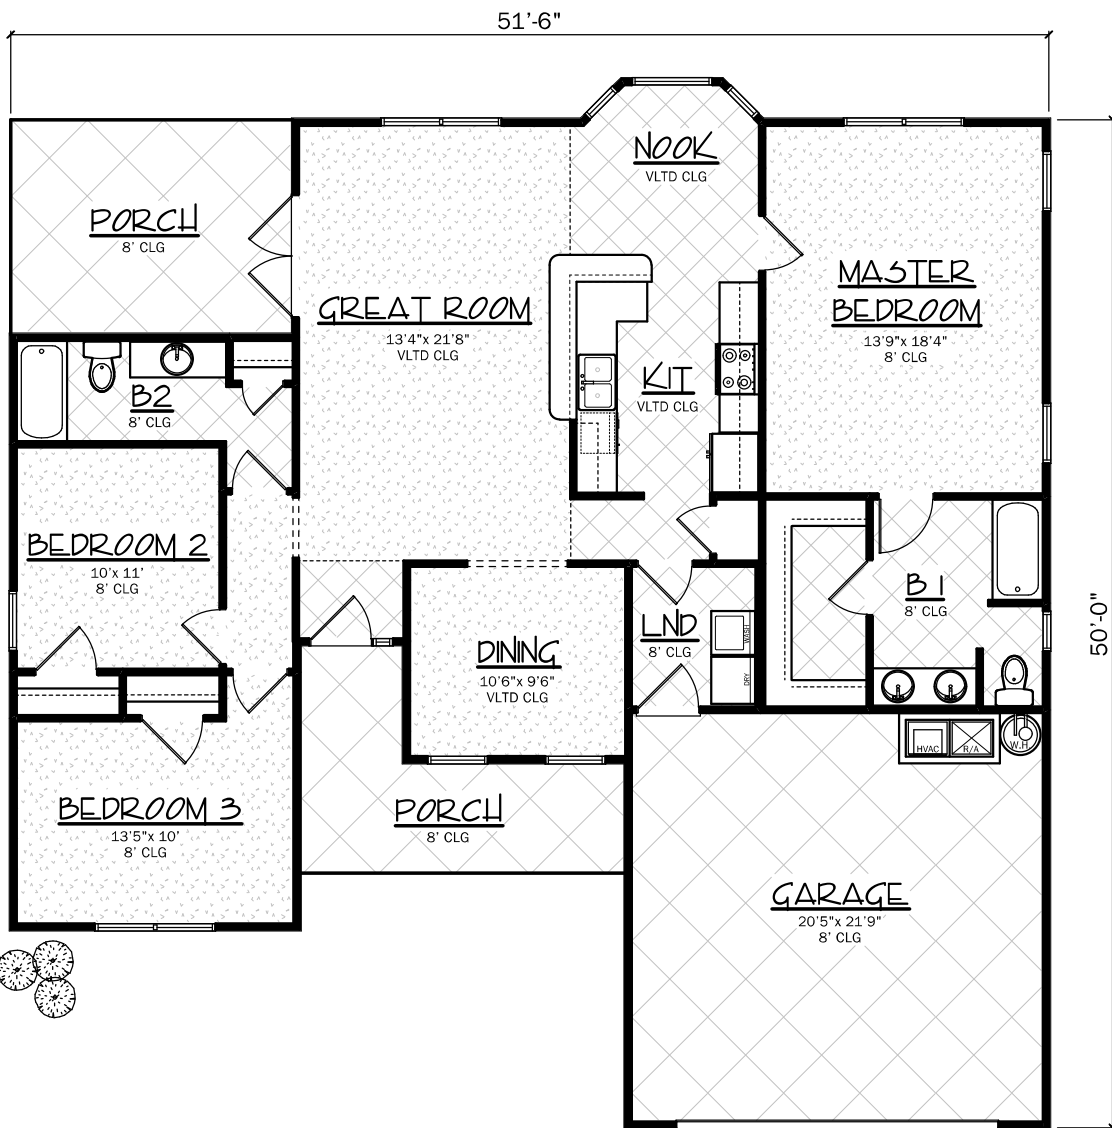 51'-6"
NOOK
VLTD CLG
PORCH
8' CLG
MASTER
BEDROOM
13'9"x 18'4"
8' CLG
GREAT ROOM
13'4"x 21'8"
VLTD CLG
KIT
VLTD CLG
B2
8' CLG
BEDROOM 2
10'x 11'
8' CLG
B1
8' CLG
50'-0"
LND
8' CLG
WASH
DRY
DINING
10'6"x 9'6"
VLTD CLG
HVAC
R/A
W.H
BEDROOM 3
13'5"x 10'
8' CLG
PORCH
8' CLG
GARAGE
20'5"x 21'9"
8' CLG